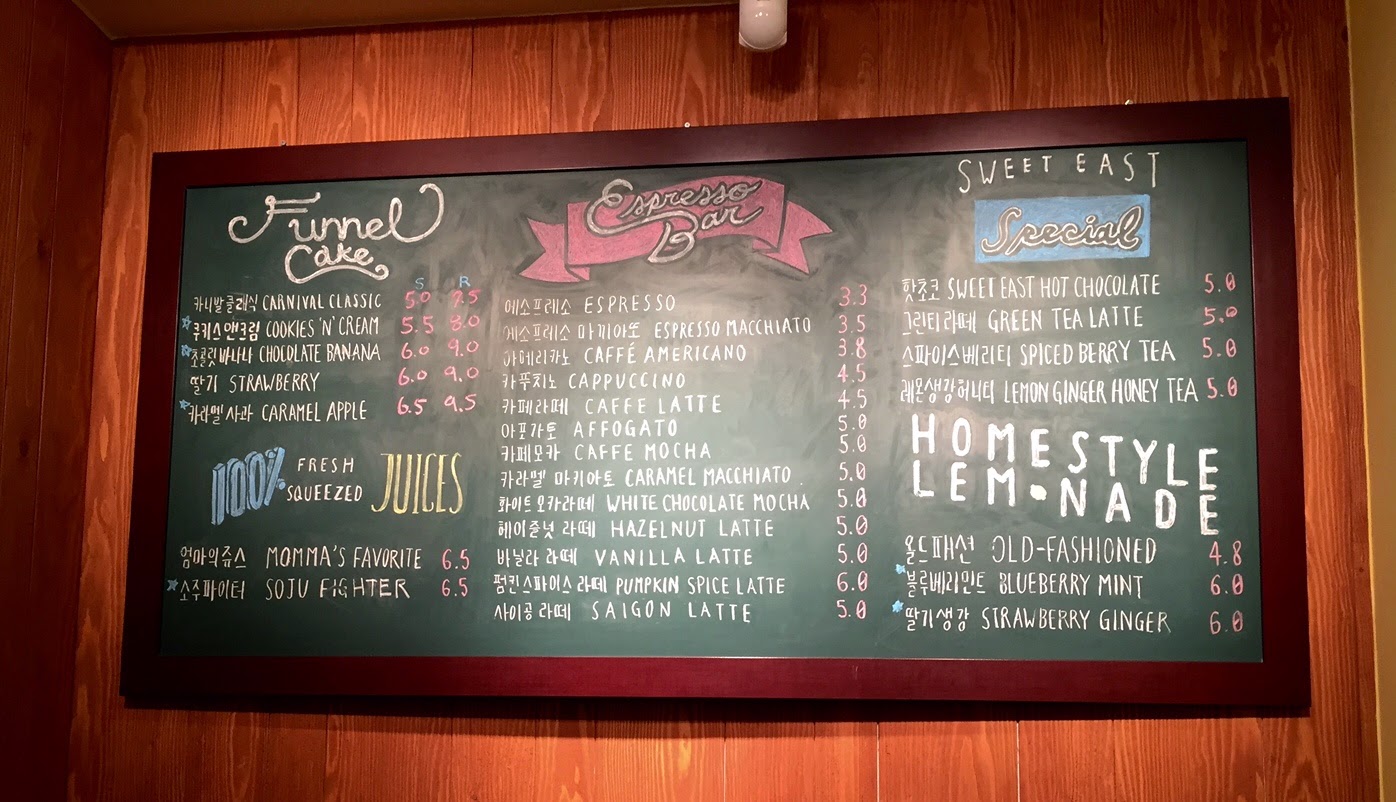 Funnel
Cake
S R
카니발클래식 CARNIVAL CLASSIC 5.0 7.5
쿠키스앤크림 COOKIES 'N' CREAM 5.5 8.0
초콜릿바나나 CHOCOLATE BANANA 6.0 9.0
딸기 STRAWBERRY 6.0 9.0
카라멜사과 CARAMEL APPLE 6.5 9.5
100% FRESH SQUEEZED JUICES
엄마의쥬스 MOMMA'S FAVORITE 6.5
소주파이터 SOJU FIGHTER 6.5
Espresso
Bar
에소프레소 ESPRESSO 3.3
에소프레소 마끼아또 ESPRESSO MACCHIATO 3.5
아메리카노 CAFFÉ AMERICANO 3.8
카푸치노 CAPPUCCINO 4.5
카페라떼 CAFFE LATTE 4.5
아포가토 AFFOGATO 5.0
카페모카 CAFFE MOCHA 5.0
카라멜 마키아또 CARAMEL MACCHIATO 5.0
화이트모카라떼 WHITE CHOCOLATE MOCHA 5.0
헤이즐넛 라떼 HAZELNUT LATTE 5.0
바닐라 라떼 VANILLA LATTE 5.0
펌킨스파이스라떼 PUMPKIN SPICE LATTE 6.0
사이공 라떼 SAIGON LATTE 5.0
SWEET EAST
Special
핫초코 SWEET EAST HOT CHOCOLATE 5.0
그린티라떼 GREEN TEA LATTE 5.0
스파이스베리티 SPICED BERRY TEA 5.0
레몬생강허니티 LEMON GINGER HONEY TEA 5.0
HOMESTYLE
LEMONADE
올드패션 OLD-FASHIONED 4.8
블루베리민트 BLUEBERRY MINT 6.0
딸기생강 STRAWBERRY GINGER 6.0